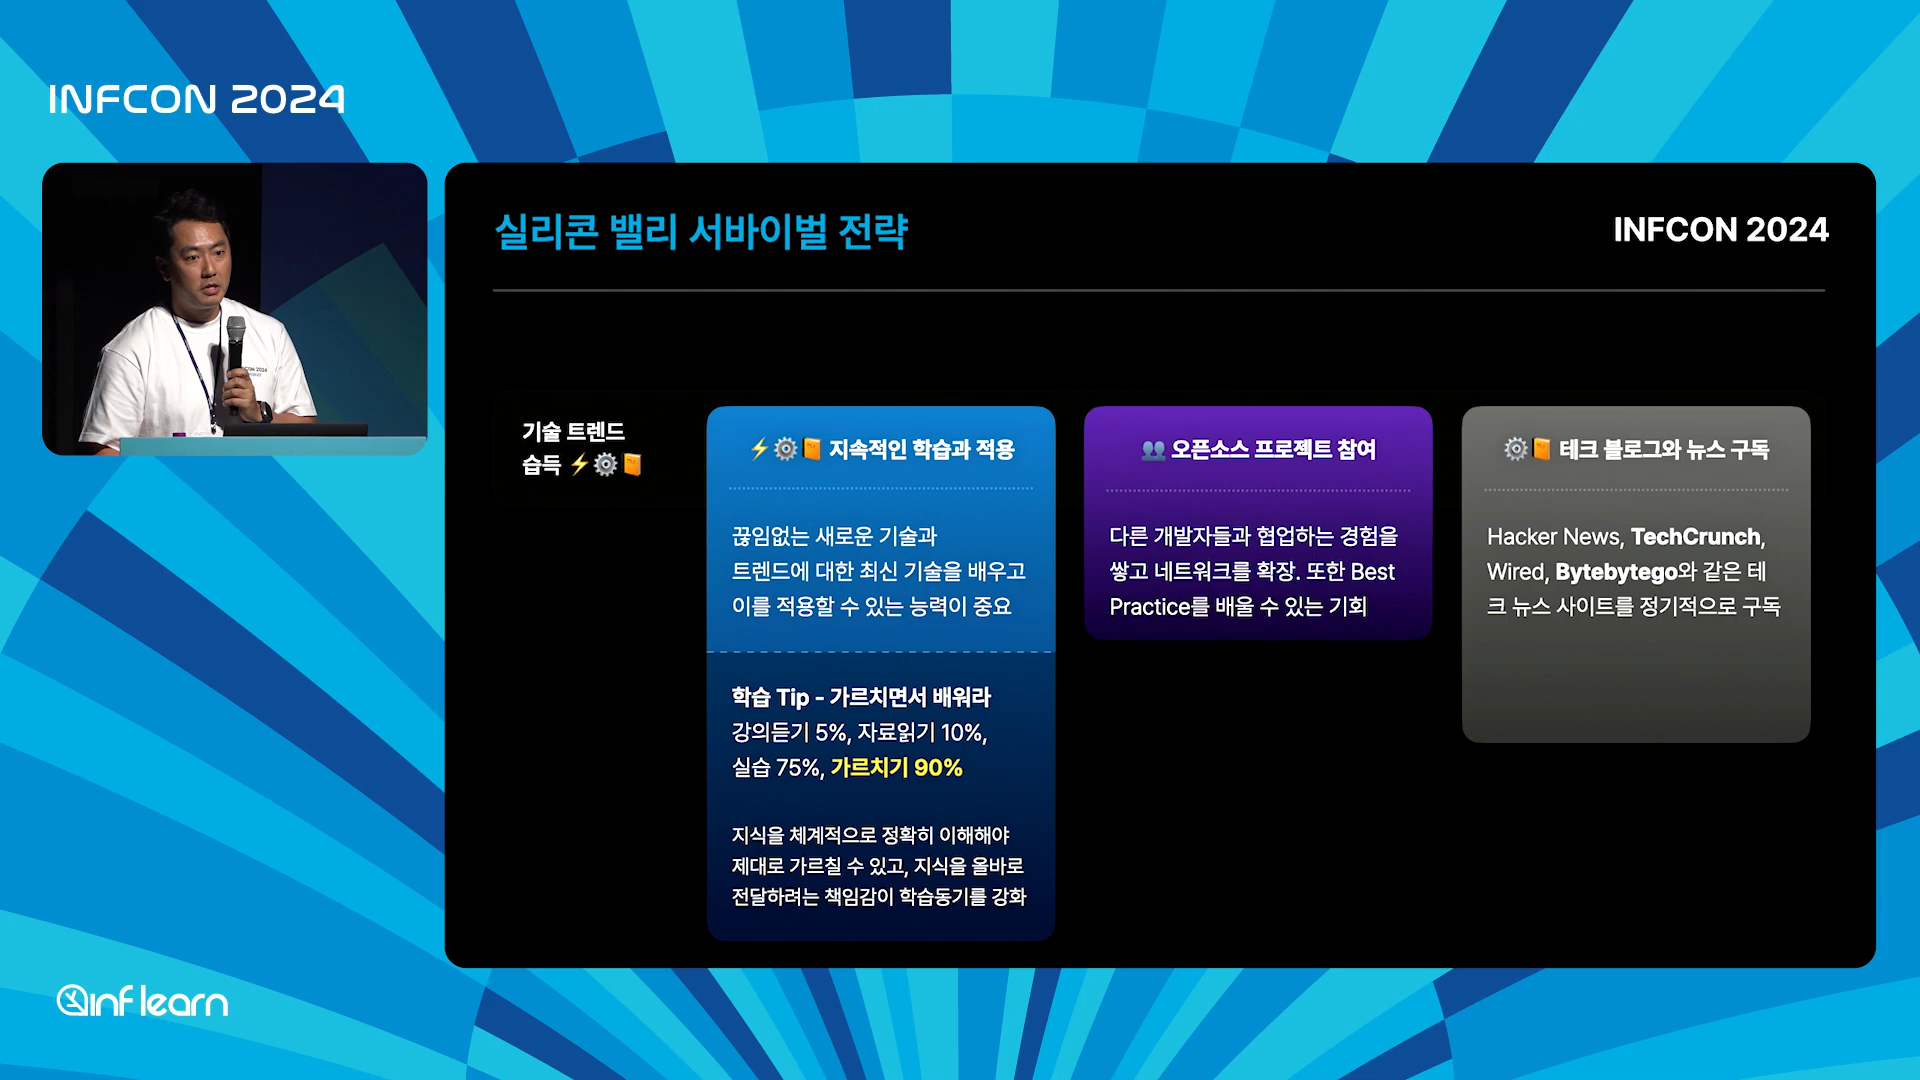 INFCON 2024
실리콘 밸리 서바이벌 전략
INFCON 2024
기술 트렌드
습득 ⚡⚙️📙
⚡⚙️📙 지속적인 학습과 적용
끊임없는 새로운 기술과
트렌드에 대한 최신 기술을 배우고
이를 적용할 수 있는 능력이 중요
학습 Tip - 가르치면서 배워라
강의듣기 5%, 자료읽기 10%,
실습 75%, 가르치기 90%
지식을 체계적으로 정확히 이해해야
제대로 가르칠 수 있고, 지식을 올바로
전달하려는 책임감이 학습동기를 강화
👥 오픈소스 프로젝트 참여
다른 개발자들과 협업하는 경험을
쌓고 네트워크를 확장. 또한 Best
Practice를 배울 수 있는 기회
⚙️📙 테크 블로그와 뉴스 구독
Hacker News, TechCrunch,
Wired, Bytebytego와 같은 테
크 뉴스 사이트를 정기적으로 구독
inflearn